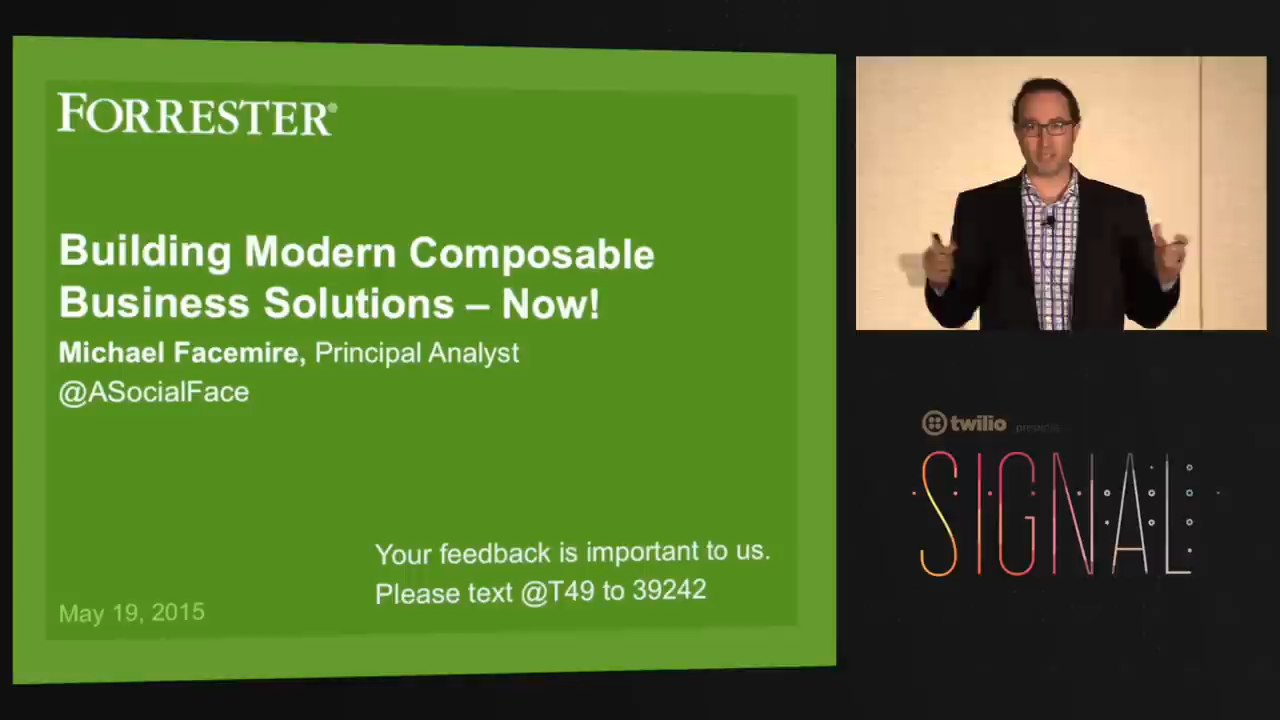 FORRESTER®
Building Modern Composable
Business Solutions – Now!
Michael Facemire, Principal Analyst
@ASocialFace
Your feedback is important to us.
Please text @T49 to 39242
May 19, 2015
twilio presents
SIGNAL